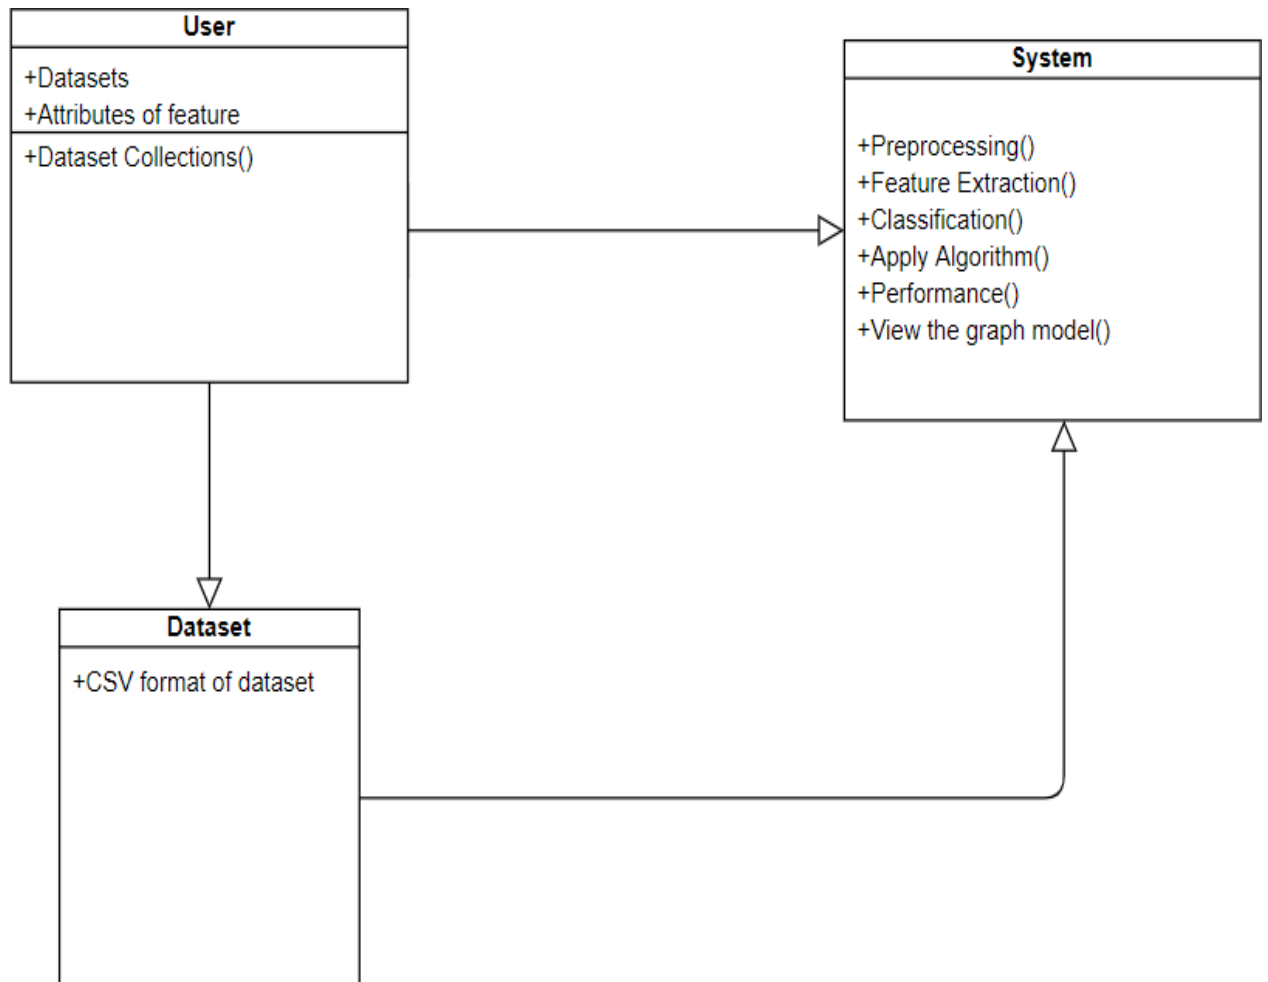 User
+Datasets
+Attributes of feature
+Dataset Collections()
System
+Preprocessing()
+Feature Extraction()
+Classification()
+Apply Algorithm()
+Performance()
+View the graph model()
Dataset
+CSV format of dataset